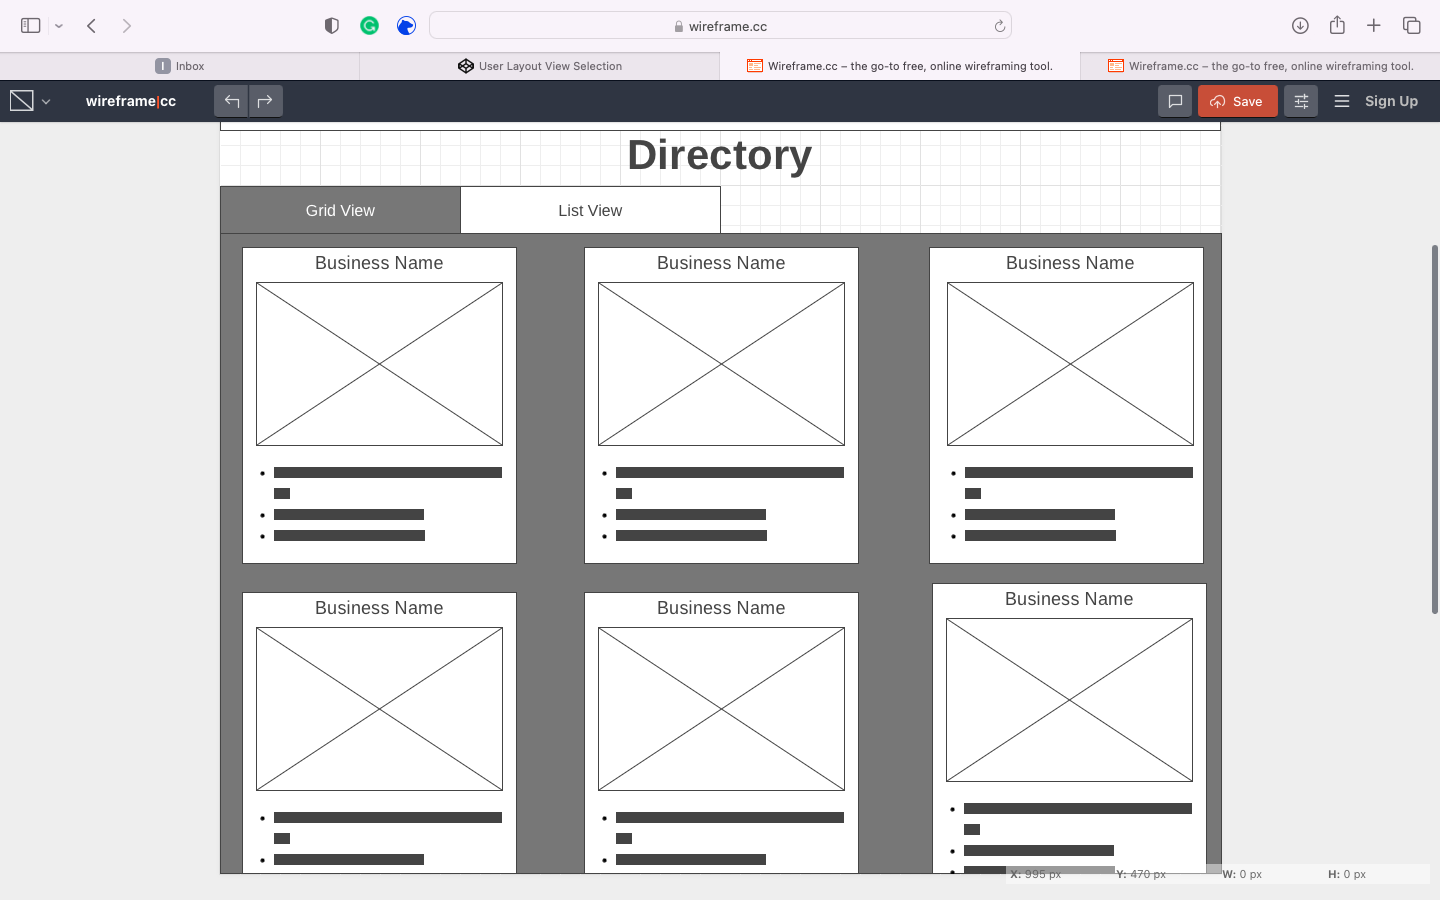 wireframe.cc
I Inbox
User Layout View Selection
Wireframe.cc – the go-to free, online wireframing tool.
Wireframe.cc – the go-to free, online wireframing tool.
wireframe|cc
Save
Sign Up
Directory
Grid View
List View
Business Name
Business Name
Business Name
Business Name
Business Name
Business Name
X: 995 px
Y: 470 px
W: 0 px
H: 0 px